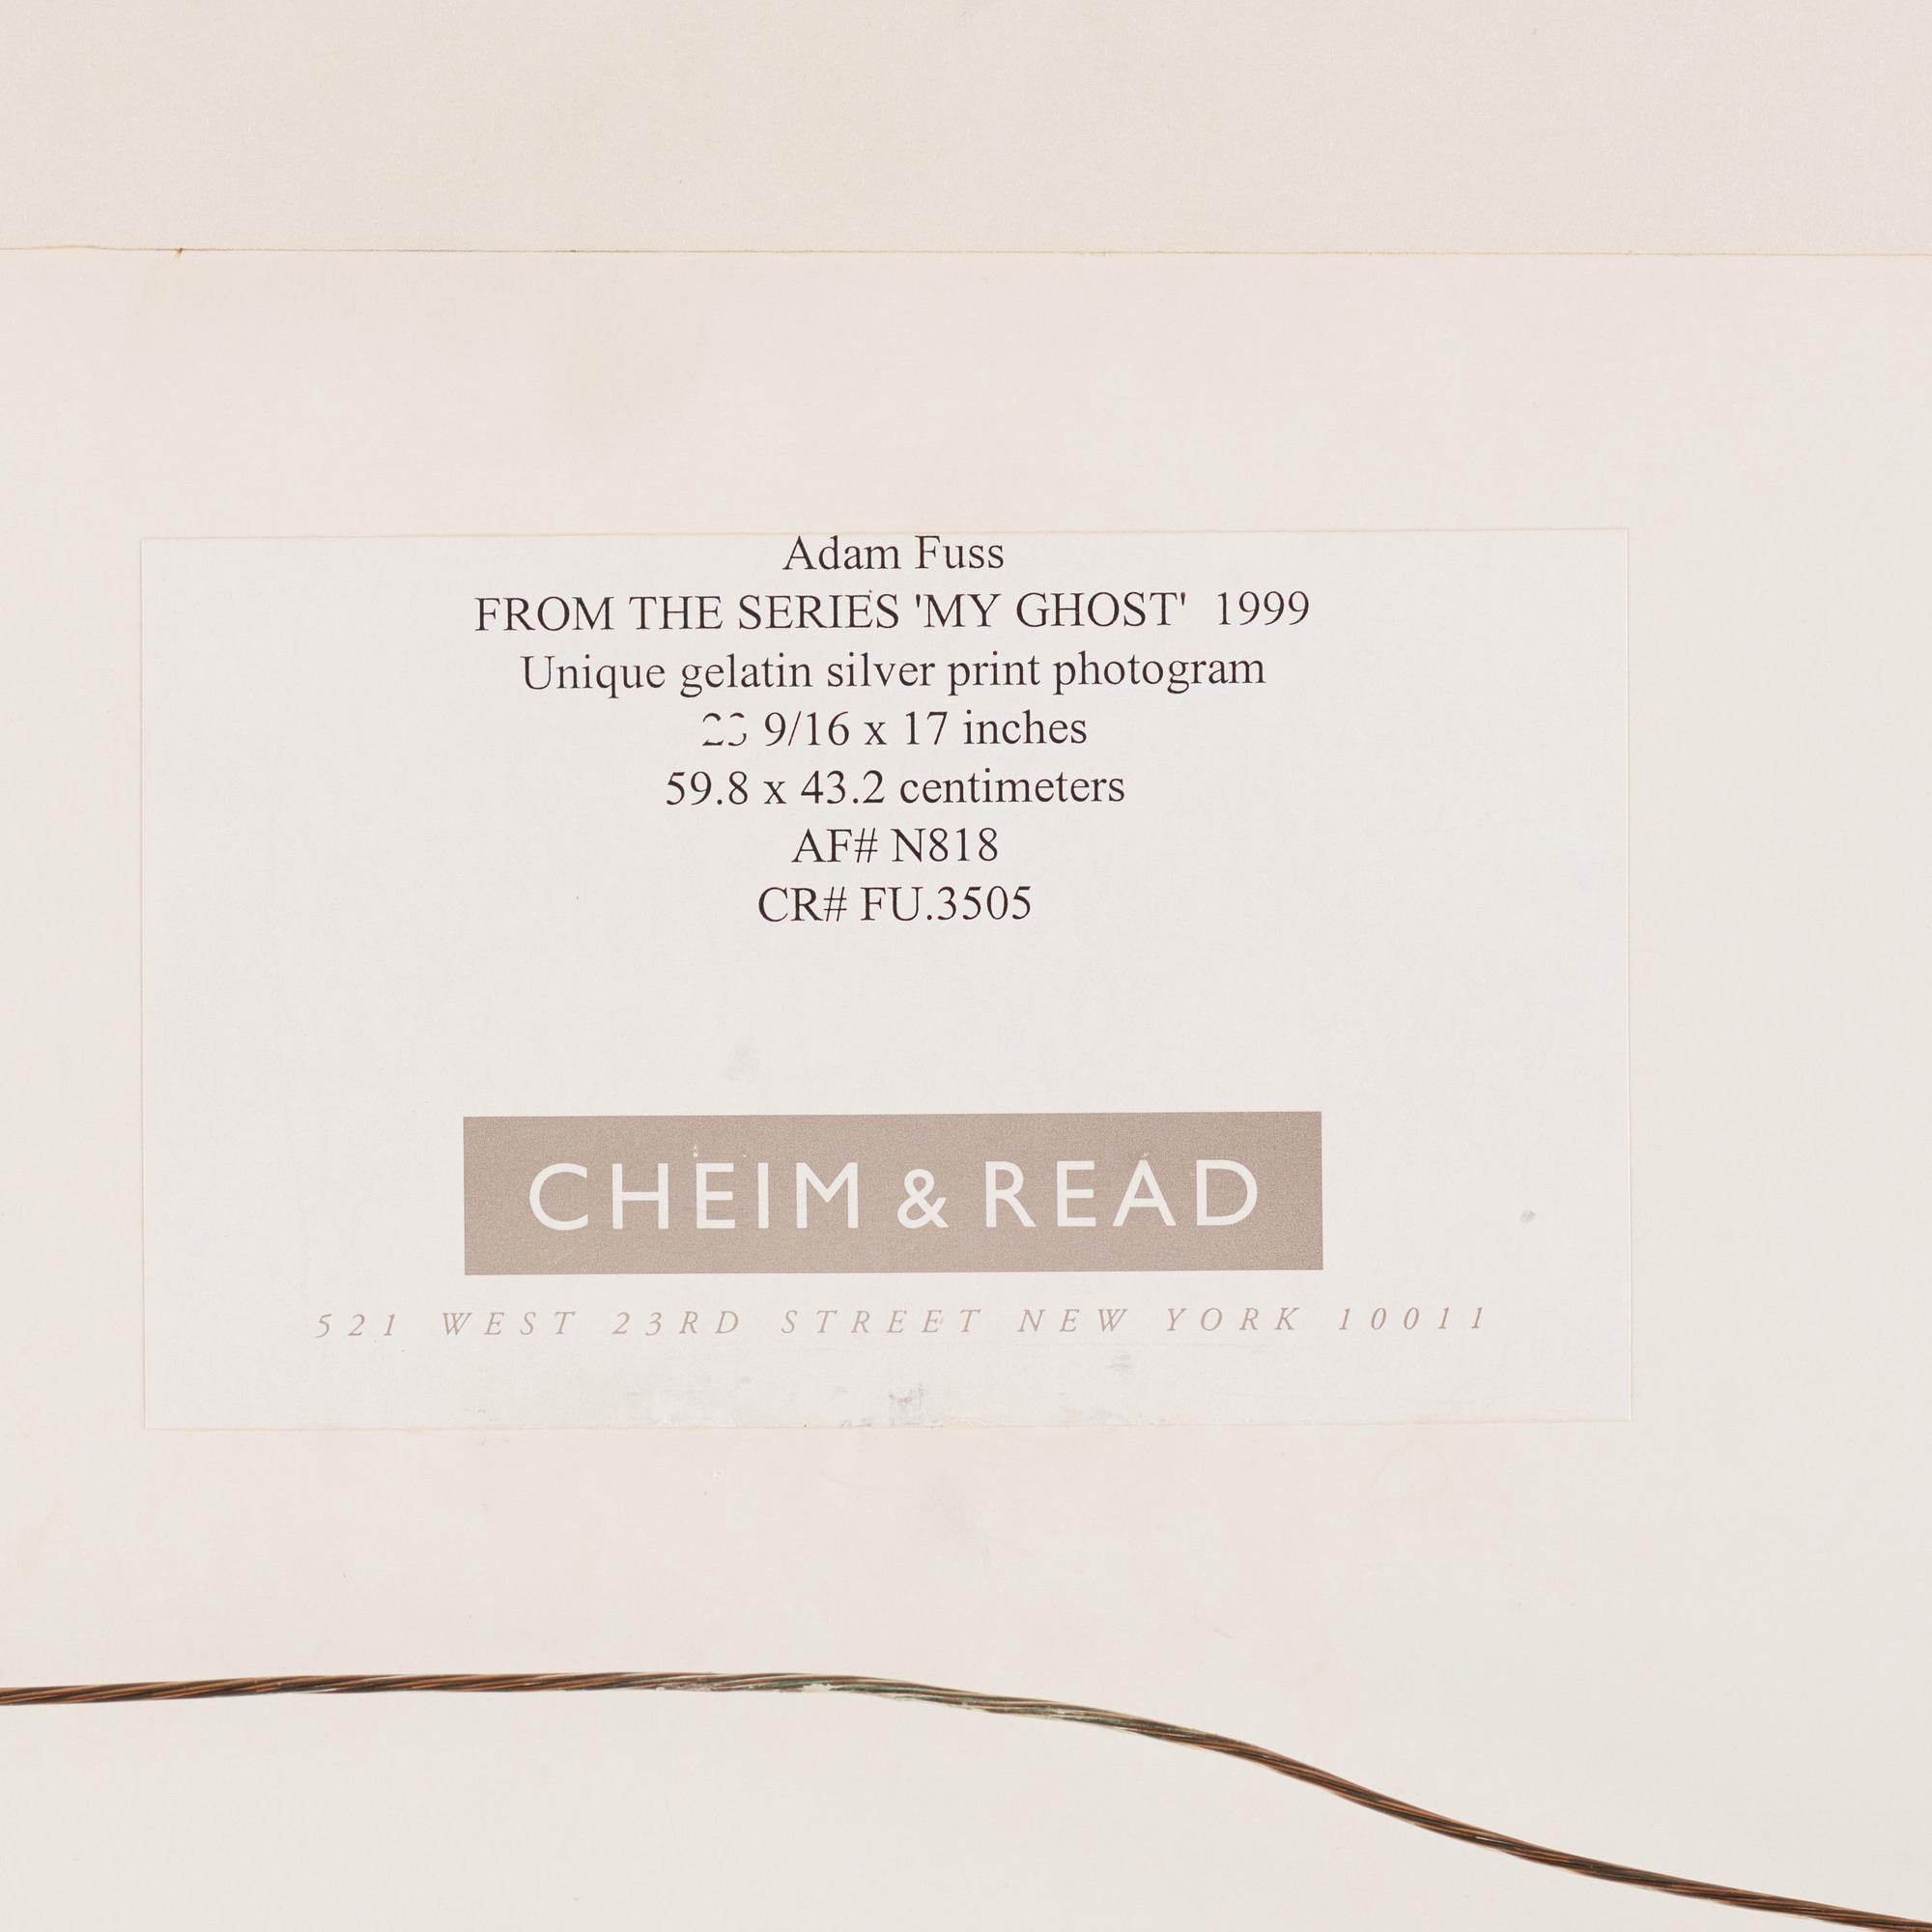 Adam Fuss
FROM THE SERIES 'MY GHOST' 1999
Unique gelatin silver print photogram
23 9/16 x 17 inches
59.8 x 43.2 centimeters
AF# N818
CR# FU.3505
CHEIM & READ
521 WEST 23RD STREET NEW YORK 10011